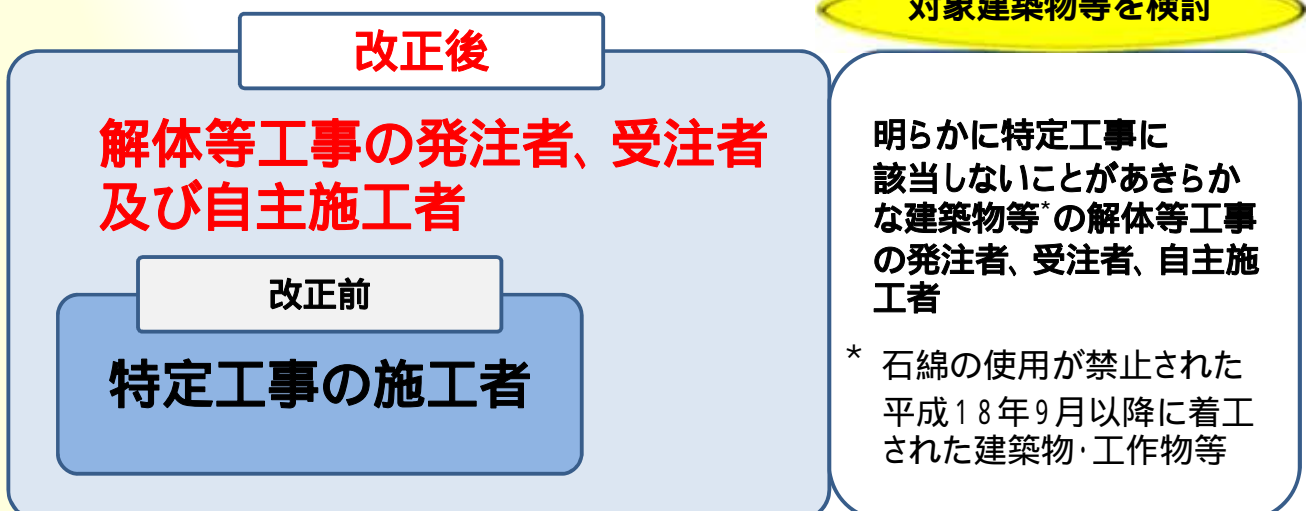 対象建築物等を検討
改正後
解体等工事の発注者、受注者
及び自主施工者
改正前
特定工事の施工者
明らかに特定工事に
該当しないことがあきらか
な建築物等*の解体等工事
の発注者、受注者、自主施
工者
* 石綿の使用が禁止された
平成18年9月以降に着工
された建築物・工作物等